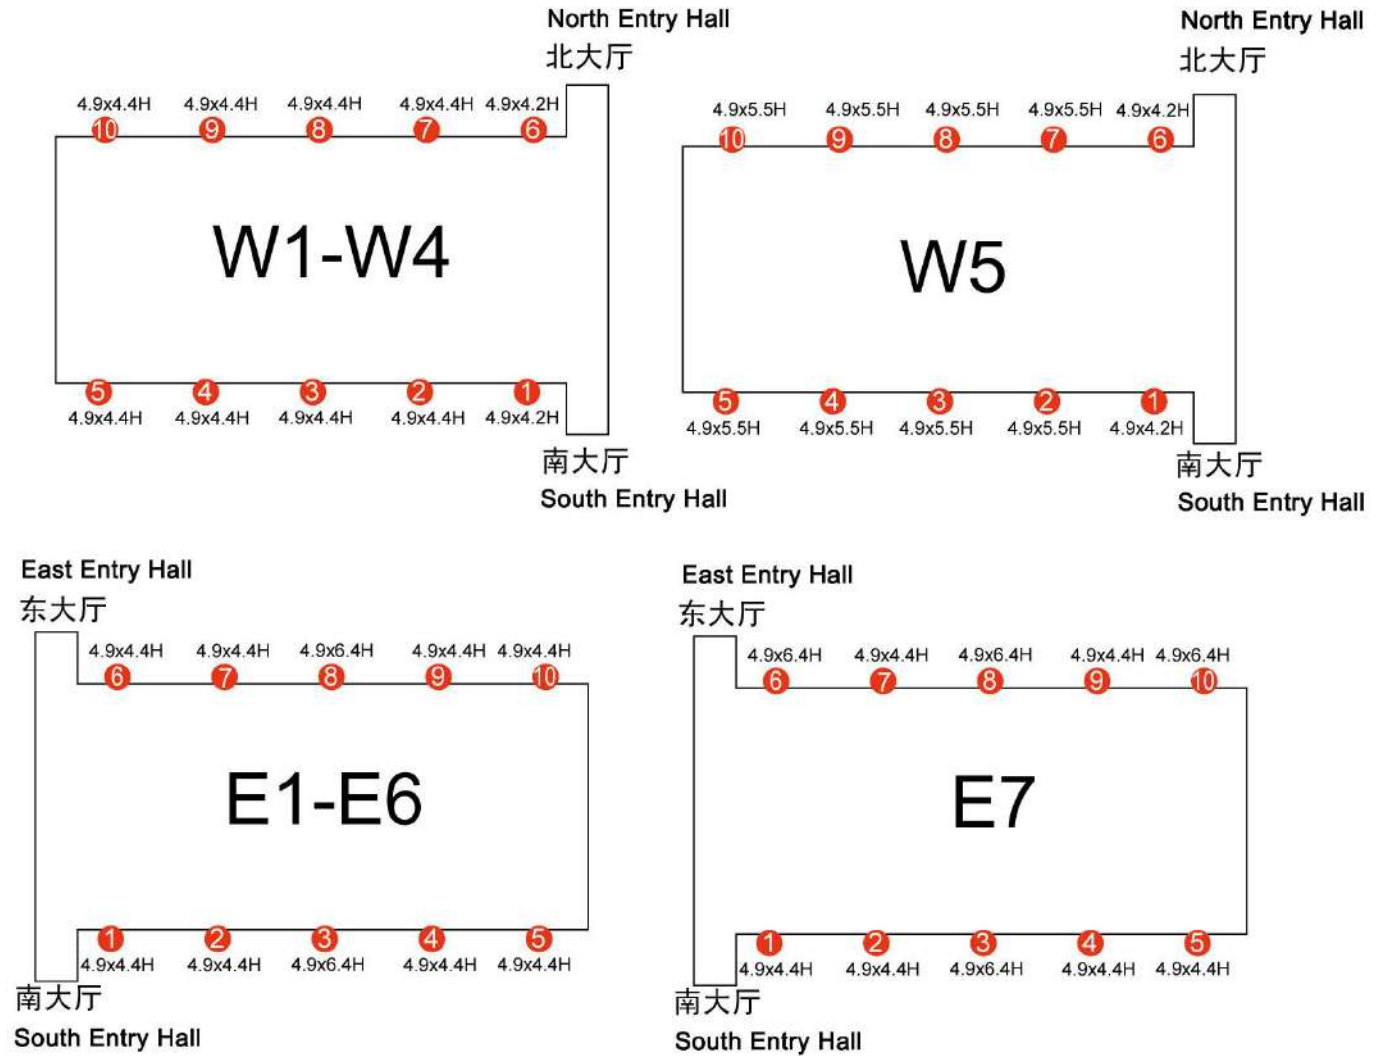 North Entry Hall
北大厅
4.9x4.4H 4.9x4.4H 4.9x4.4H 4.9x4.4H 4.9x4.2H
10 9 8 7 6
W1-W4
5 4 3 2 1
4.9x4.4H 4.9x4.4H 4.9x4.4H 4.9x4.4H 4.9x4.2H
南大厅
South Entry Hall
North Entry Hall
北大厅
4.9x5.5H 4.9x5.5H 4.9x5.5H 4.9x5.5H 4.9x4.2H
10 9 8 7 6
W5
5 4 3 2 1
4.9x5.5H 4.9x5.5H 4.9x5.5H 4.9x5.5H 4.9x4.2H
南大厅
South Entry Hall
East Entry Hall
东大厅
4.9x4.4H 4.9x4.4H 4.9x6.4H 4.9x4.4H 4.9x4.4H
6 7 8 9 10
E1-E6
1 2 3 4 5
4.9x4.4H 4.9x4.4H 4.9x6.4H 4.9x4.4H 4.9x4.4H
南大厅
South Entry Hall
East Entry Hall
东大厅
4.9x6.4H 4.9x4.4H 4.9x6.4H 4.9x4.4H 4.9x6.4H
6 7 8 9 10
E7
1 2 3 4 5
4.9x4.4H 4.9x4.4H 4.9x6.4H 4.9x4.4H 4.9x4.4H
南大厅
South Entry Hall